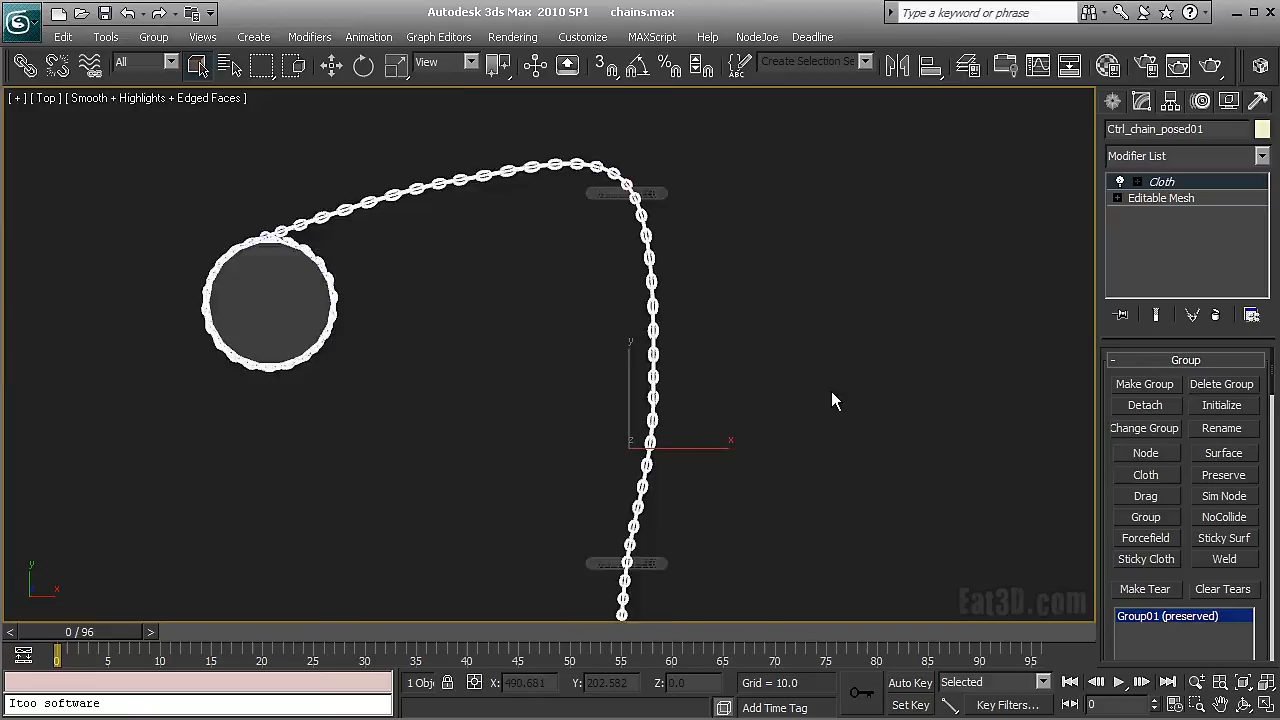 Autodesk 3ds Max 2010 SP1 chains.max
Type a keyword or phrase
Edit Tools Group Views Create Modifiers Animation Graph Editors Rendering Customize MAXScript Help NodeJoe Deadline
All View Create Selection Se
[ + ] [ Top ] [ Smooth + Highlights + Edged Faces ]
Ctrl_chain_posed01
Modifier List
Cloth
Editable Mesh
- Group
Make Group Delete Group
Detach Initialize
Change Group Rename
Node Surface
Cloth Preserve
Drag Sim Node
Group NoCollide
Forcefield Sticky Surf
Sticky Cloth Weld
Make Tear Clear Tears
Group01 (preserved)
y
z x
y
x
Eat3D.com
< 0 / 96 >
0 5 10 15 20 25 30 35 40 45 50 55 60 65 70 75 80 85 90 95
1 Obj X: 490.681 Y: 202.582 Z: 0.0 Grid = 10.0 Auto Key Selected
Itoo software
Add Time Tag Set Key Key Filters... 0